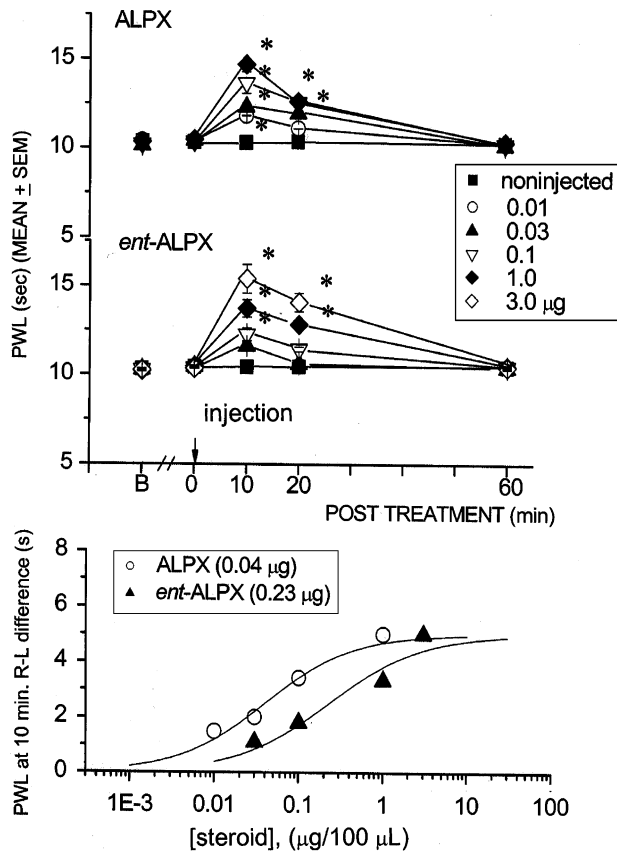 ALPX
15
10
5
ent-ALPX
15
10
5
PWL (sec) (MEAN ± SEM)
* * * * * *
* * * * *
noninjected
0.01
0.03
0.1
1.0
3.0 μg
injection
B 0 10 20 60
POST TREATMENT (min)
PWL at 10 min. R-L difference (s)
8
6
4
2
0
ALPX (0.04 μg)
ent-ALPX (0.23 μg)
1E-3 0.01 0.1 1 10 100
[steroid], (μg/100 μL)